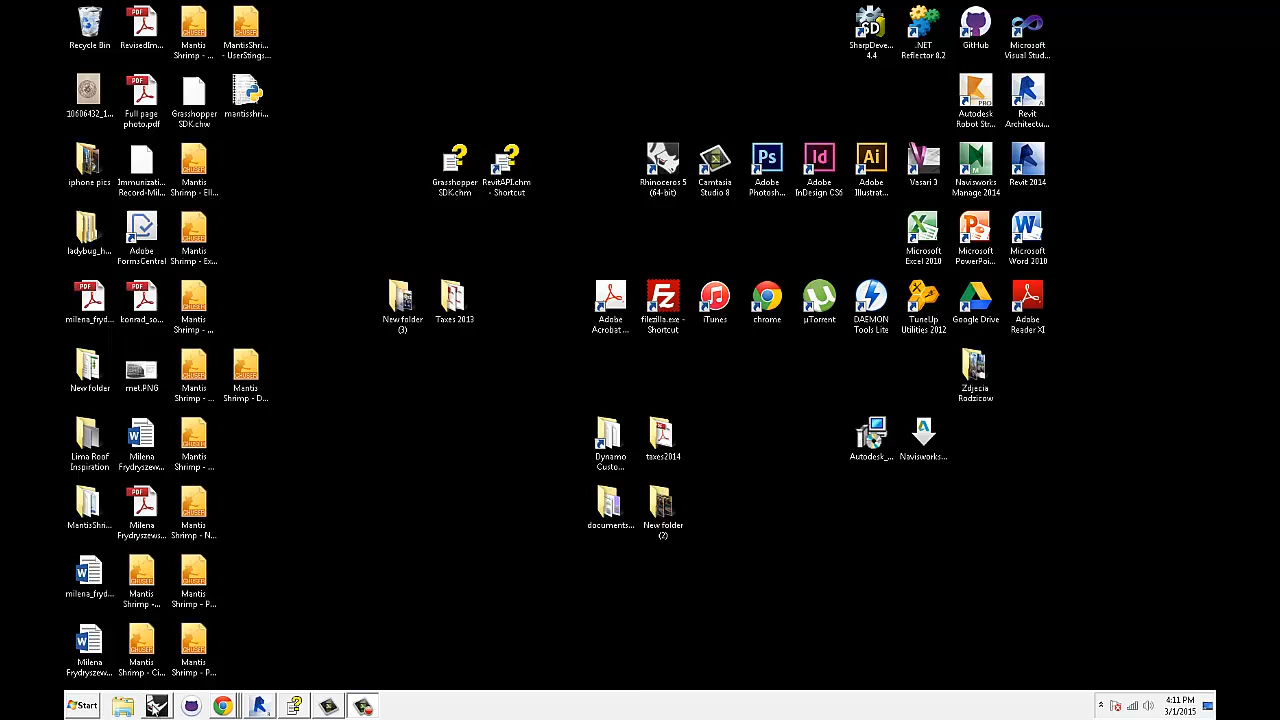 Recycle Bin
RevisedIm...
Mantis
Shrimp - ...
MantisShri...
- UserStings...
SharpDeve...
4.4
.NET
Reflector 8.2
GitHub
Microsoft
Visual Stud...
10606432_1...
Full page
photo.pdf
Grasshopper
SDK.chw
mantisshri...
Autodesk
Robot Str...
Revit
Architectu...
iphone pics
Immunizati...
Record-Mil...
Mantis
Shrimp - Ell...
Grasshopper
SDK.chm
RevitAPI.chm
- Shortcut
Rhinoceros 5
(64-bit)
Camtasia
Studio 8
Adobe
Photosh...
Adobe
InDesign CS6
Adobe
Illustrat...
Vasari 3
Navisworks
Manage 2014
Revit 2014
ladybug_h...
Adobe
FormsCentral
Mantis
Shrimp - Ex...
Microsoft
Excel 2010
Microsoft
PowerPoi...
Microsoft
Word 2010
milena_fryd...
konrad_so...
Mantis
Shrimp - ...
New folder
(3)
Taxes 2013
Adobe
Acrobat ...
filezilla.exe -
Shortcut
iTunes
chrome
µTorrent
DAEMON
Tools Lite
TuneUp
Utilities 2012
Google Drive
Adobe
Reader XI
New folder
met.PNG
Mantis
Shrimp - ...
Mantis
Shrimp - D...
Zdjecia
Rodzicow
Lima Roof
Inspiration
Milena
Frydryszew...
Mantis
Shrimp - ...
Dynamo
Custo...
taxes2014
Autodesk_...
Navisworks...
MantisShri...
Milena
Frydryszews...
Mantis
Shrimp - N...
documents...
New folder
(2)
milena_fryd...
Mantis
Shrimp -...
Mantis
Shrimp - P...
Milena
Frydryszew...
Mantis
Shrimp - Ci...
Mantis
Shrimp - P...
Start
4:11 PM
3/1/2015